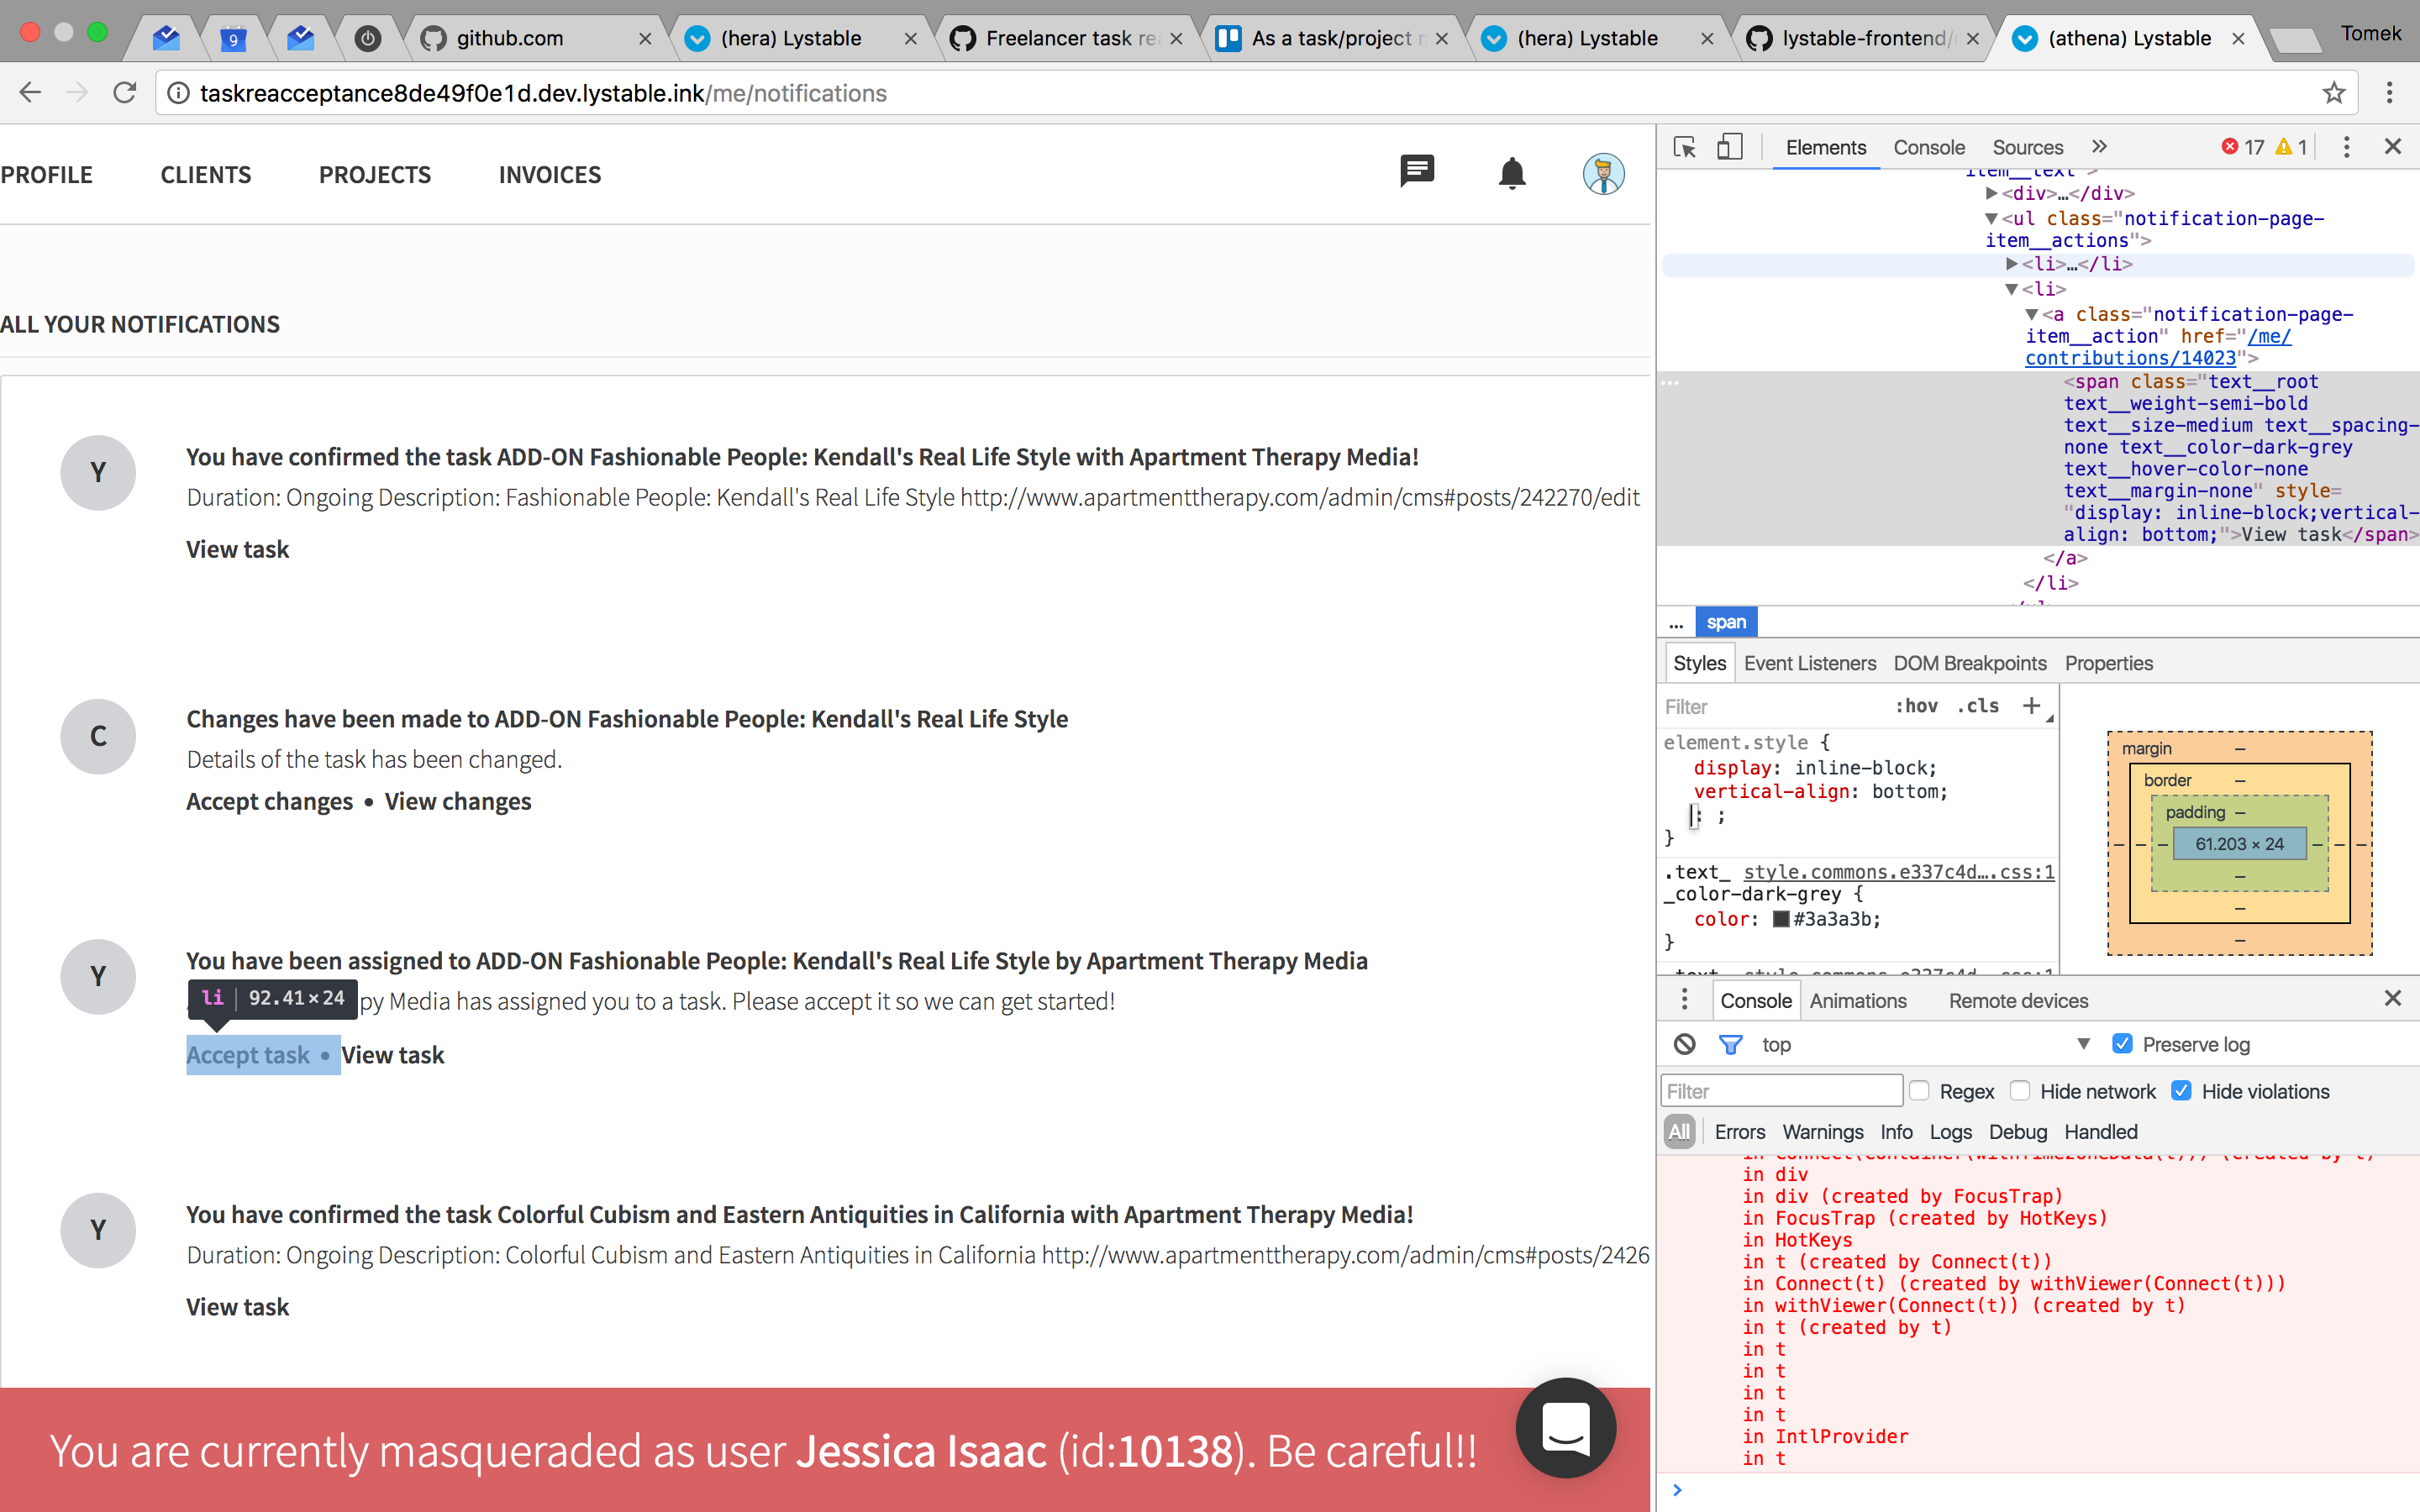 9
github.com
(hera) Lystable
Freelancer task re
As a task/project
(hera) Lystable
lystable-frontend/
(athena) Lystable
Tomek
taskreacceptance8de49f0e1d.dev.lystable.ink/me/notifications
PROFILE CLIENTS PROJECTS INVOICES
ALL YOUR NOTIFICATIONS
Y
You have confirmed the task ADD-ON Fashionable People: Kendall's Real Life Style with Apartment Therapy Media!
Duration: Ongoing Description: Fashionable People: Kendall's Real Life Style http://www.apartmenttherapy.com/admin/cms#posts/242270/edit
View task
C
Changes have been made to ADD-ON Fashionable People: Kendall's Real Life Style
Details of the task has been changed.
Accept changes • View changes
Y
You have been assigned to ADD-ON Fashionable People: Kendall's Real Life Style by Apartment Therapy Media
li | 92.41 × 24
py Media has assigned you to a task. Please accept it so we can get started!
Accept task • View task
Y
You have confirmed the task Colorful Cubism and Eastern Antiquities in California with Apartment Therapy Media!
Duration: Ongoing Description: Colorful Cubism and Eastern Antiquities in California http://www.apartmenttherapy.com/admin/cms#posts/2426
View task
You are currently masqueraded as user Jessica Isaac (id:10138). Be careful!!
Elements Console Sources » 17 1
item__text">
▶<div>…</div>
▼<ul class="notification-page-
item__actions">
▶<li>…</li>
▼<li>
▼<a class="notification-page-
item__action" href="/me/
contributions/14023">
<span class="text__root
text__weight-semi-bold
text__size-medium text__spacing-
none text__color-dark-grey
text__hover-color-none
text__margin-none" style=
"display: inline-block;vertical-
align: bottom;">View task</span>
</a>
</li>
... span
Styles Event Listeners DOM Breakpoints Properties
Filter :hov .cls +
element.style {
display: inline-block;
vertical-align: bottom;
: ;
}
.text_ style.commons.e337c4d….css:1
_color-dark-grey {
color: #3a3a3b;
}
.text_ style.commons.e337c4d….css:1
margin –
border –
padding –
– – – 61.203 × 24 – – –
–
–
–
Console Animations Remote devices
top ▼ Preserve log
Filter Regex Hide network Hide violations
All Errors Warnings Info Logs Debug Handled
in Connect(Container(withTimezoneData(t))) (created by t)
in div
in div (created by FocusTrap)
in FocusTrap (created by HotKeys)
in HotKeys
in t (created by Connect(t))
in Connect(t) (created by withViewer(Connect(t)))
in withViewer(Connect(t)) (created by t)
in t (created by t)
in t
in t
in t
in t
in IntlProvider
in t